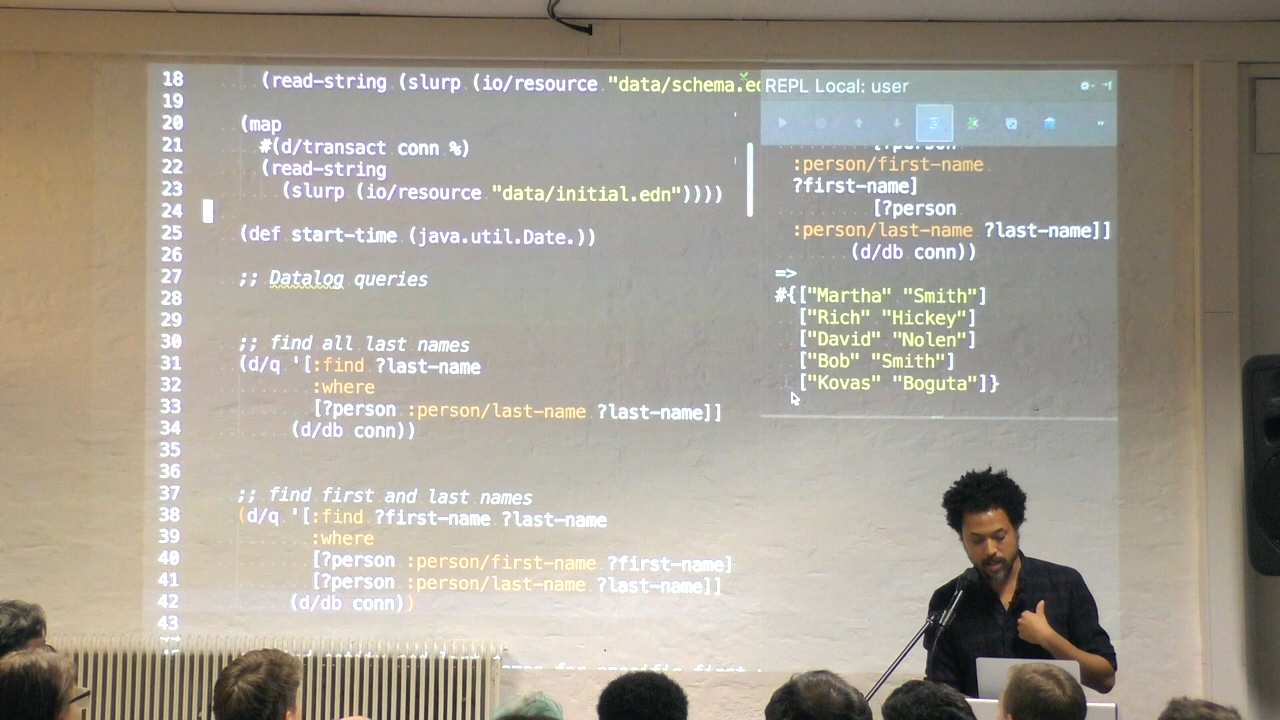 18 (read-string (slurp (io/resource "data/schema.ed
19
20 (map
21 #(d/transact conn %)
22 (read-string
23 (slurp (io/resource "data/initial.edn"))))
24
25 (def start-time (java.util.Date.))
26
27 ;; Datalog queries
28
29
30 ;; find all last names
31 (d/q '[:find ?last-name
32 :where
33 [?person :person/last-name ?last-name]]
34 (d/db conn))
35
36
37 ;; find first and last names
38 (d/q '[:find ?first-name ?last-name
39 :where
40 [?person :person/first-name ?first-name]
41 [?person :person/last-name ?last-name]]
42 (d/db conn))
43
REPL Local: user
[?person
:person/first-name
?first-name]
[?person
:person/last-name ?last-name]]
(d/db conn))
=>
#{["Martha" "Smith"]
["Rich" "Hickey"]
["David" "Nolen"]
["Bob" "Smith"]
["Kovas" "Boguta"]}